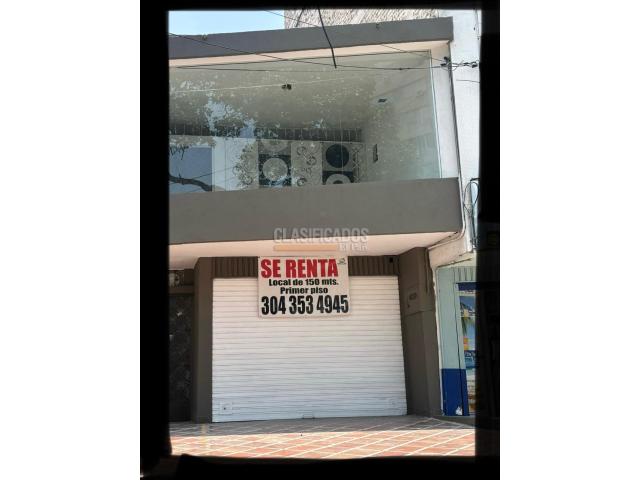 CLASIFICADOS
SE RENTA
Local de 150 mts.
Primer piso
304 353 4945